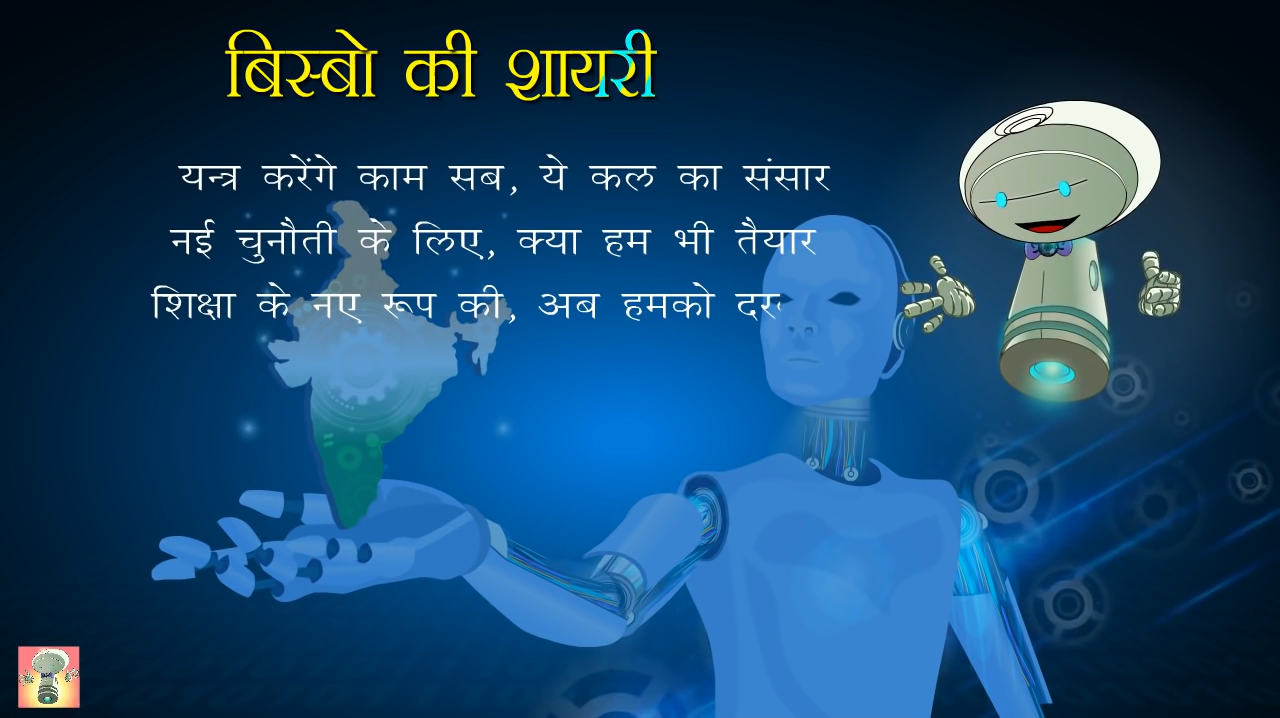 बिस्बो की शायरी
यन्त्र करेंगे काम सब, ये कल का संसार
नई चुनौती के लिए, क्या हम भी तैयार
शिक्षा के नए रूप की, अब हमको